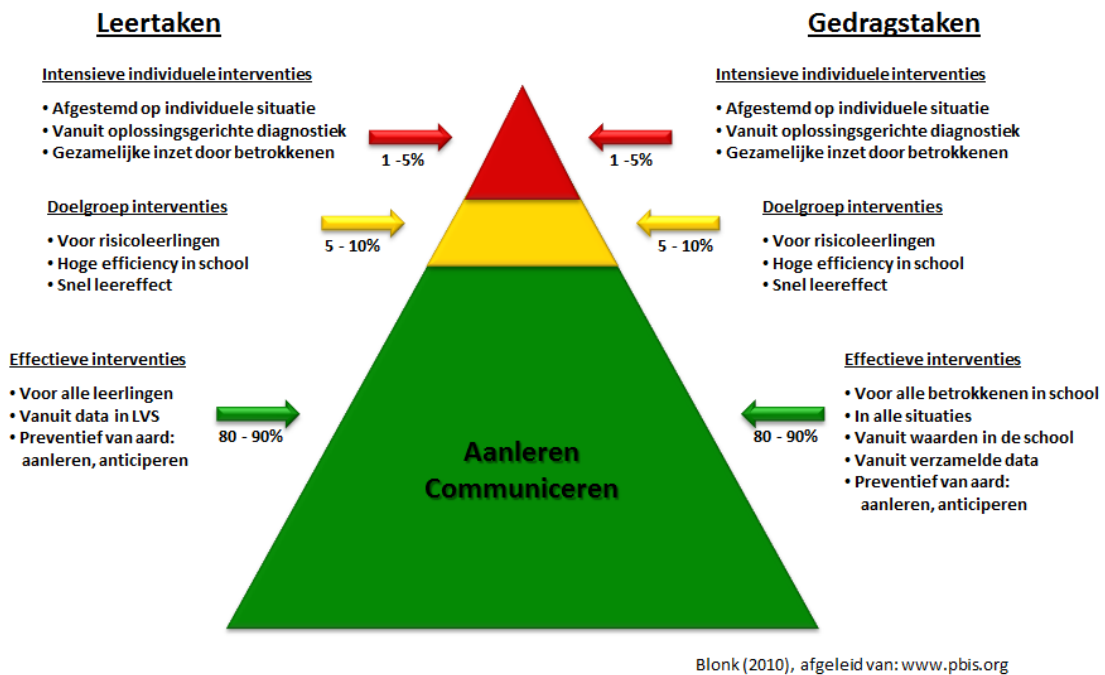 Leertaken
Intensieve individuele interventies
• Afgestemd op individuele situatie
• Vanuit oplossingsgerichte diagnostiek
• Gezamelijke inzet door betrokkenen
1 -5%
Doelgroep interventies
• Voor risicoleerlingen
• Hoge efficiency in school
• Snel leereffect
5 - 10%
Effectieve interventies
• Voor alle leerlingen
• Vanuit data in LVS
• Preventief van aard:
aanleren, anticiperen
80 - 90%
Aanleren
Communiceren
Gedragstaken
Intensieve individuele interventies
• Afgestemd op individuele situatie
• Vanuit oplossingsgerichte diagnostiek
• Gezamelijke inzet door betrokkenen
1 -5%
Doelgroep interventies
• Voor risicoleerlingen
• Hoge efficiency in school
• Snel leereffect
5 - 10%
Effectieve interventies
• Voor alle betrokkenen in school
• In alle situaties
• Vanuit waarden in de school
• Vanuit verzamelde data
• Preventief van aard:
aanleren, anticiperen
80 - 90%
Blonk (2010), afgeleid van: www.pbis.org